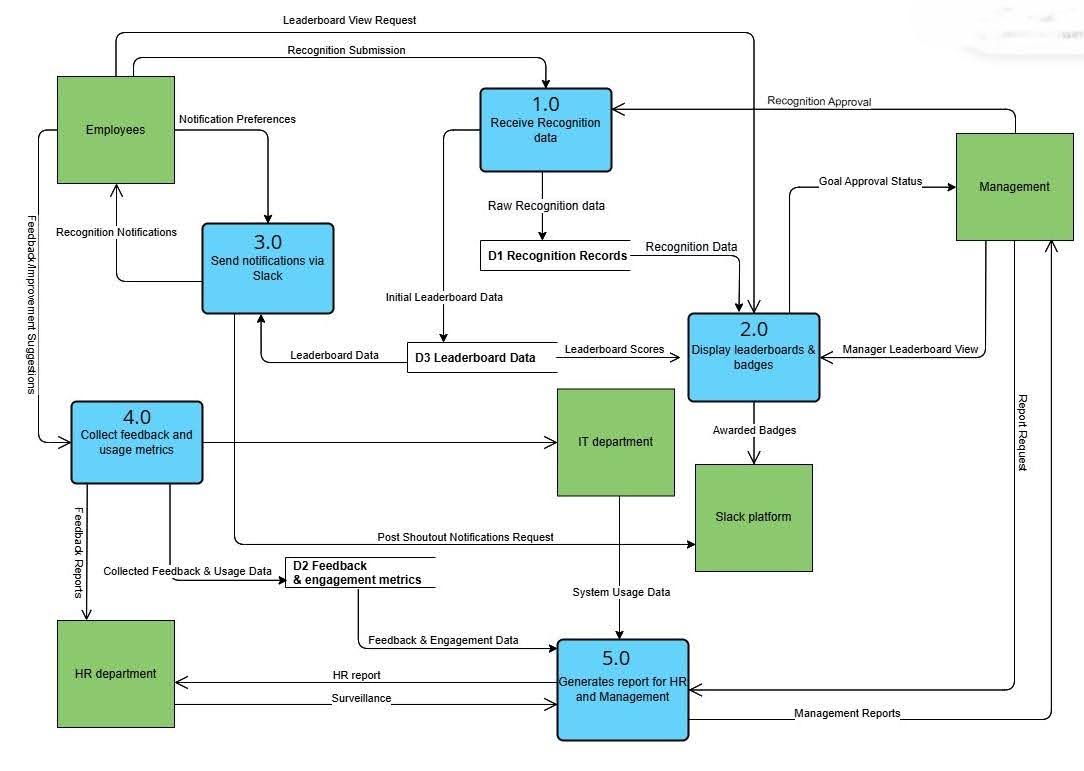 Leaderboard View Request
Recognition Submission
1.0
Receive Recognition
data
Recognition Approval
Employees
Notification Preferences
Management
Goal Approval Status
Raw Recognition data
Recognition Notifications
3.0
Send notifications via
Slack
D1 Recognition Records
Recognition Data
Feedback/Improvement Suggestions
Initial Leaderboard Data
2.0
Display leaderboards &
badges
Leaderboard Data
D3 Leaderboard Data
Leaderboard Scores
Manager Leaderboard View
4.0
Collect feedback and
usage metrics
IT department
Awarded Badges
Report Request
Slack platform
Feedback Reports
Post Shoutout Notifications Request
Collected Feedback & Usage Data
D2 Feedback
& engagement metrics
System Usage Data
Feedback & Engagement Data
5.0
Generates report for HR
and Management
HR department
HR report
Surveillance
Management Reports